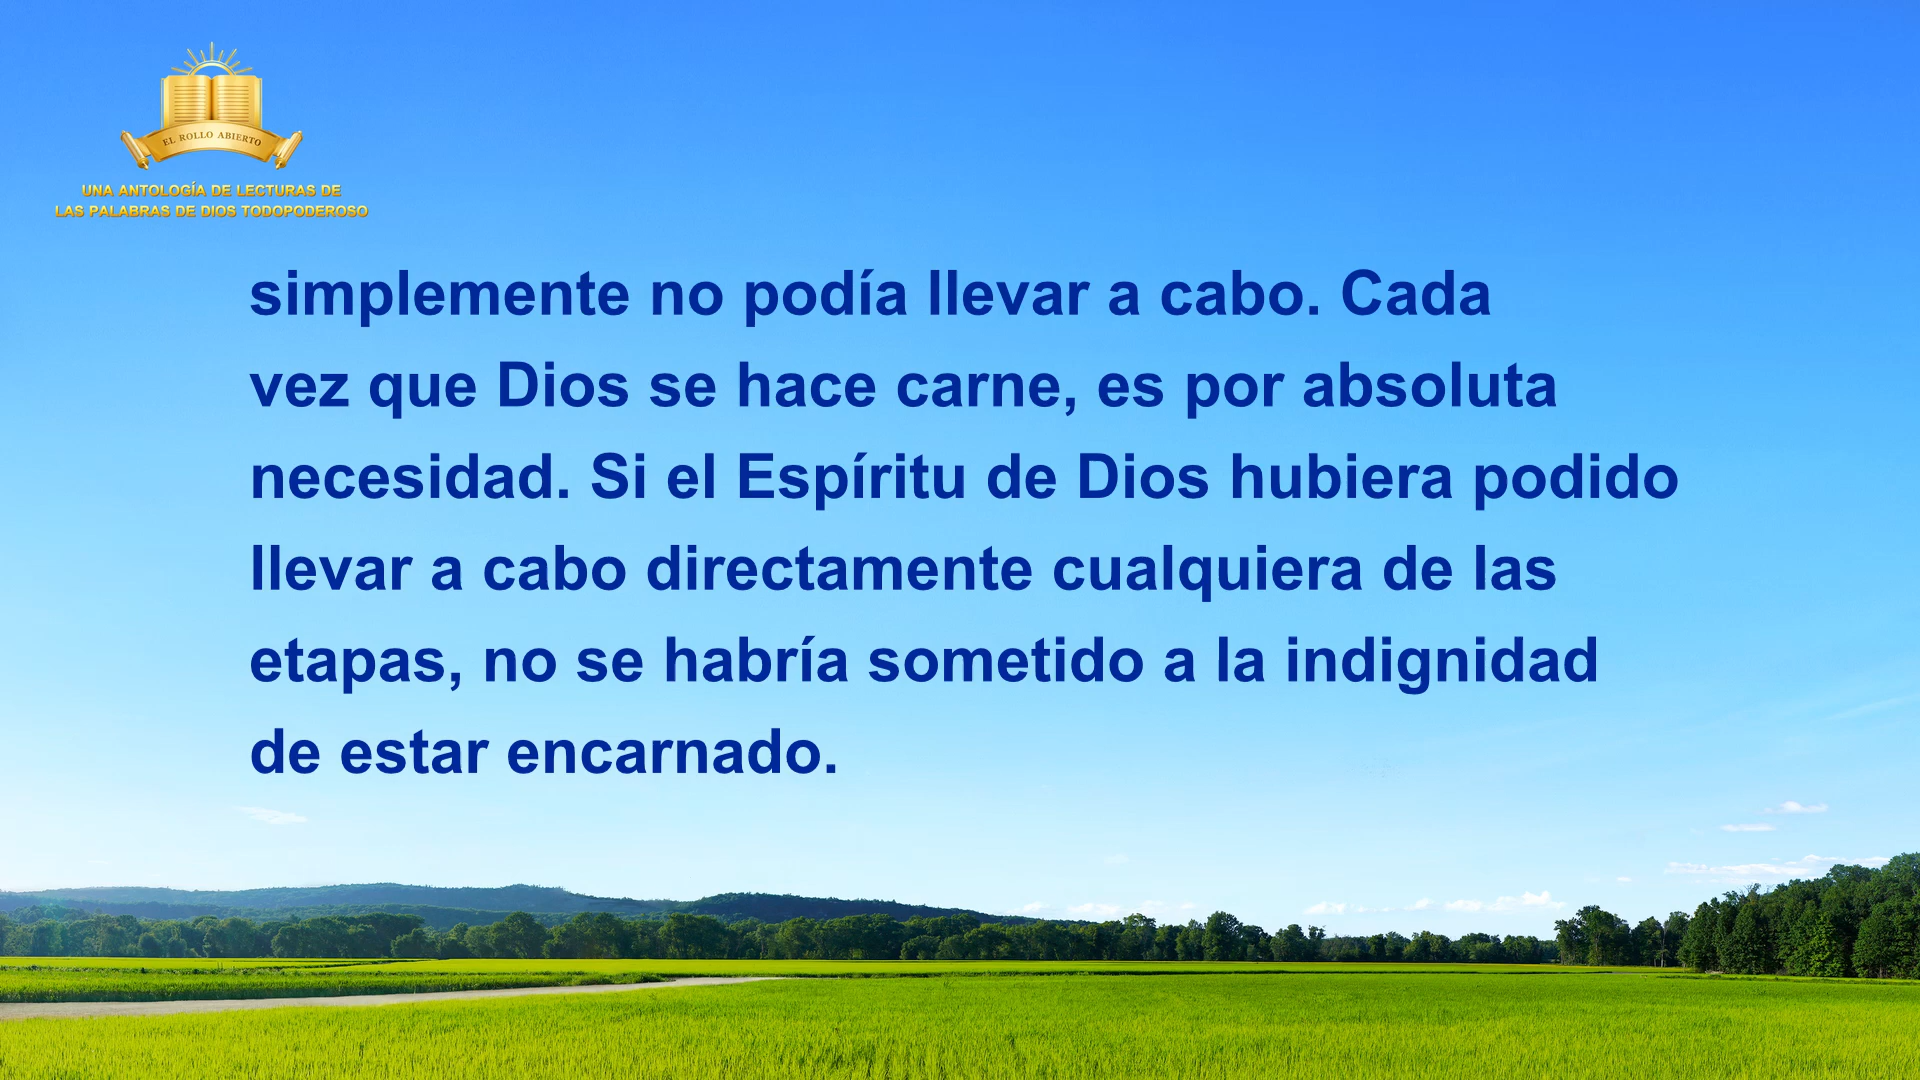 EL ROLLO ABIERTO
UNA ANTOLOGÍA DE LECTURAS DE
LAS PALABRAS DE DIOS TODOPODEROSO
simplemente no podía llevar a cabo. Cada
vez que Dios se hace carne, es por absoluta
necesidad. Si el Espíritu de Dios hubiera podido
llevar a cabo directamente cualquiera de las
etapas, no se habría sometido a la indignidad
de estar encarnado.